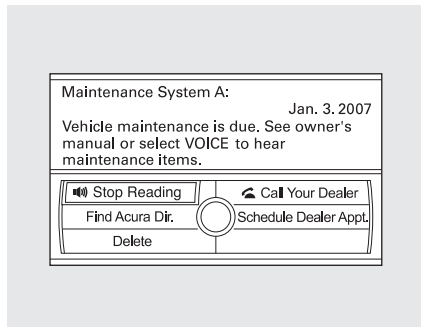 Maintenance System A:
Jan. 3. 2007
Vehicle maintenance is due. See owner's
manual or select VOICE to hear
maintenance items.
Stop Reading
Call Your Dealer
Find Acura Dir.
Schedule Dealer Appt.
Delete